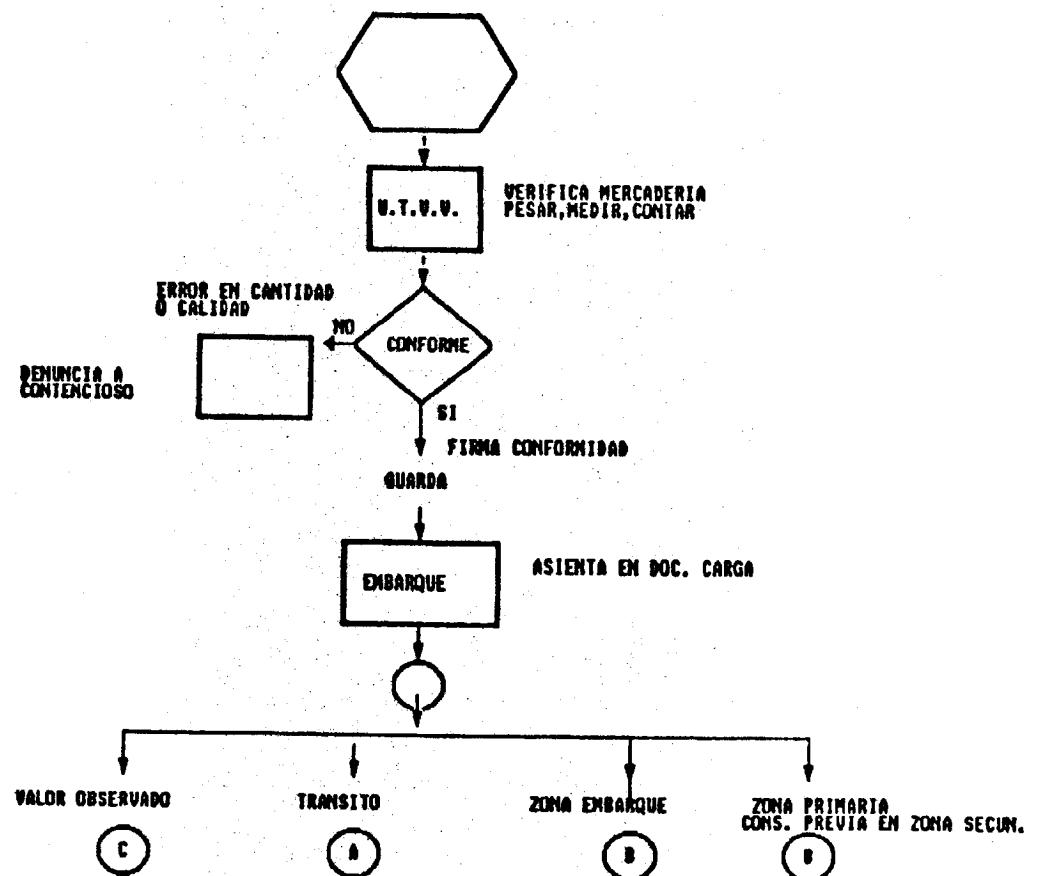 U.T.V.V.
VERIFICA MERCADERIA
PESAR,MEDIR,CONTAR
ERROR EN CANTIDAD
O CALIDAD
NO
CONFORME
DENUNCIA A
CONTENCIOSO
SI
FIRMA CONFORMIDAD
GUARDA
EMBARQUE
ASIENTA EN DOC. CARGA
VALOR OBSERVADO
TRANSITO
ZONA EMBARQUE
ZONA PRIMARIA
CONS. PREVIA EN ZONA SECUN.
C
A
B
B